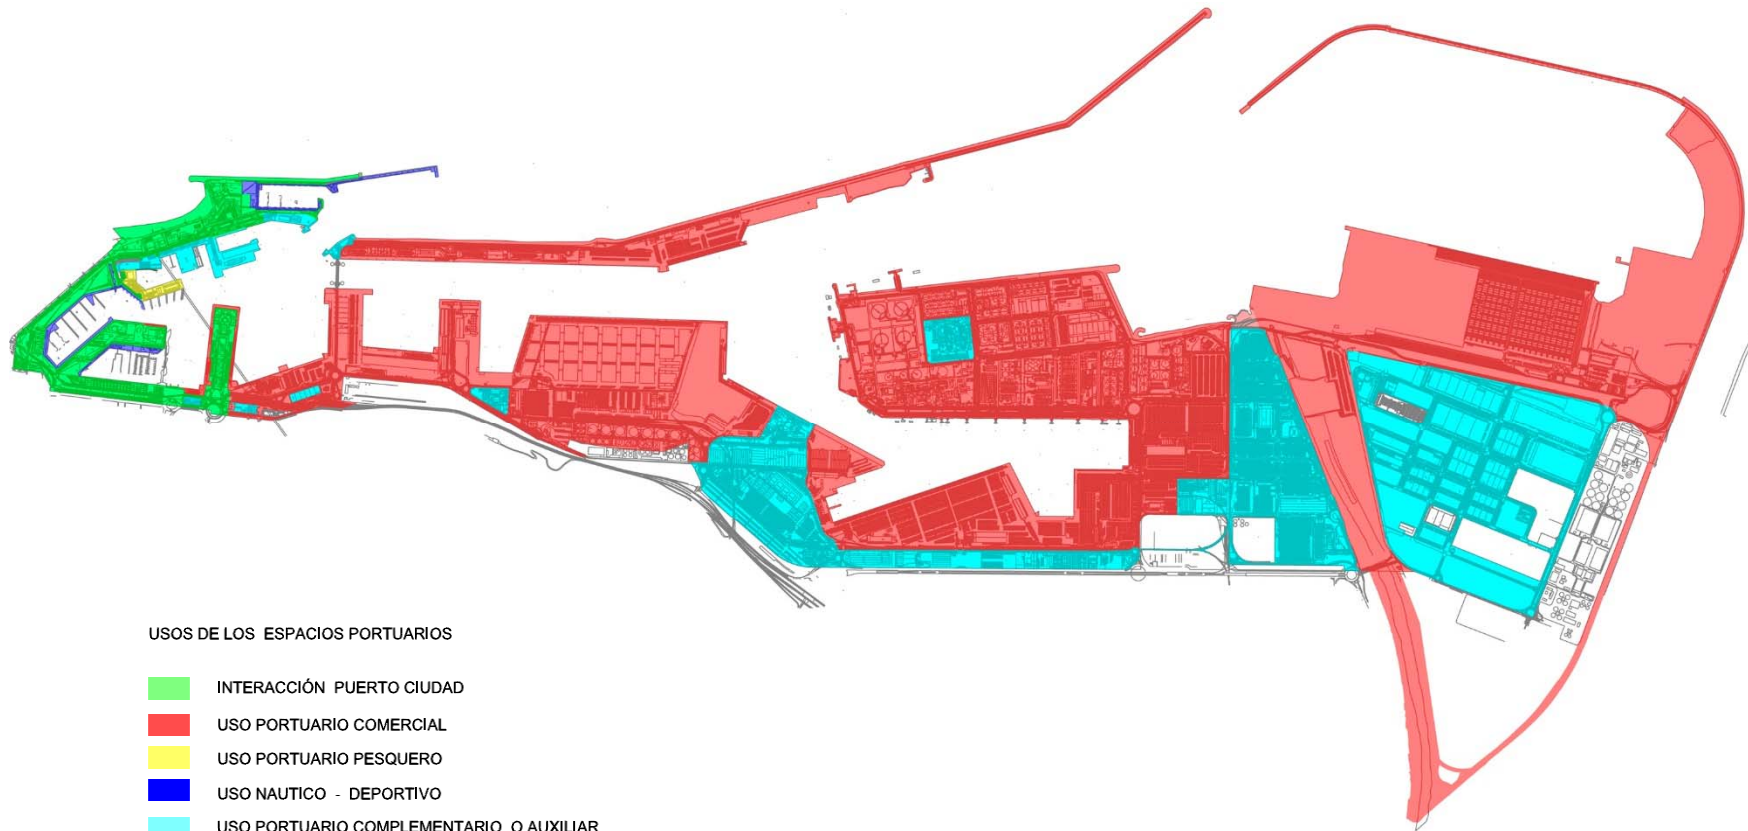 USOS DE LOS ESPACIOS PORTUARIOS
INTERACCIÓN PUERTO CIUDAD
USO PORTUARIO COMERCIAL
USO PORTUARIO PESQUERO
USO NAUTICO - DEPORTIVO
USO PORTUARIO COMPLEMENTARIO O AUXILIAR